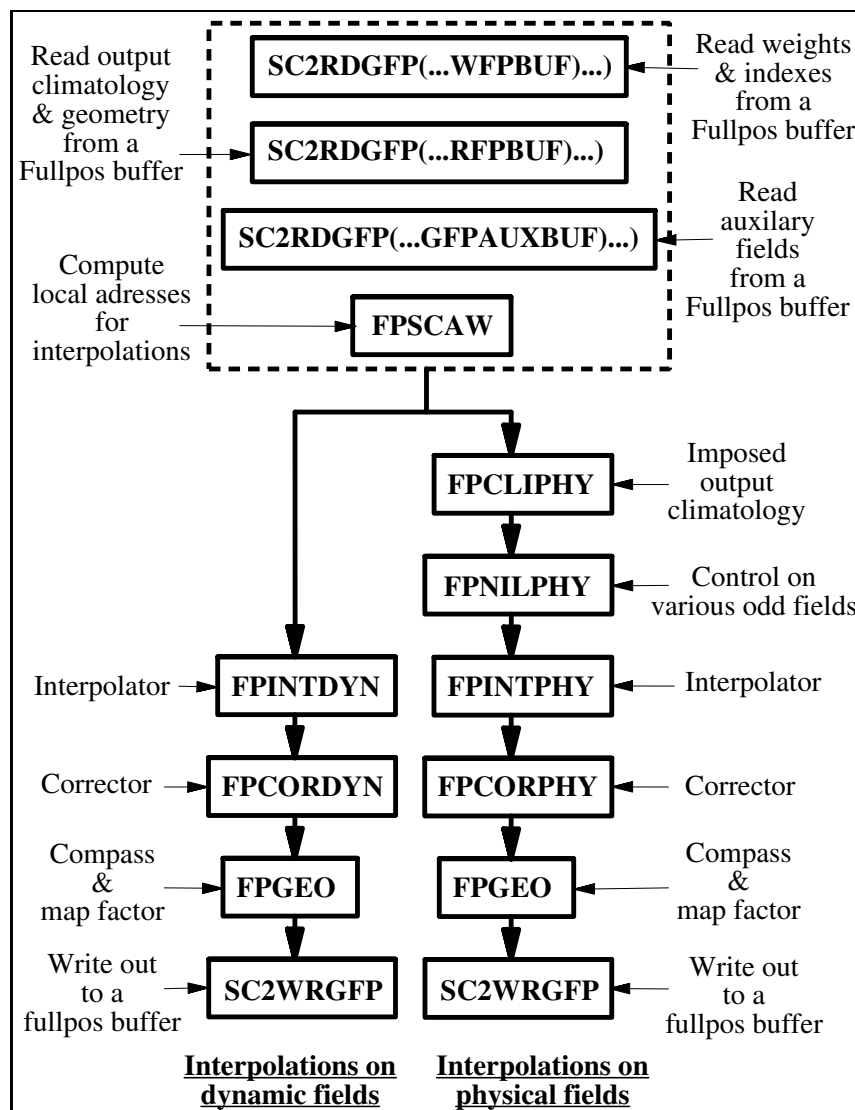 Read output
climatology
& geometry
from a
Fullpos buffer
SC2RDGFP(...WFPBUF)...)
Read weights
& indexes
from a
Fullpos buffer
SC2RDGFP(...RFPBUF)...)
SC2RDGFP(...GFPAUXBUF)...)
Read
auxilary
fields
from a
Fullpos buffer
Compute
local adresses
for
interpolations
FPSCAW
FPCLIPHY
Imposed
output
climatology
FPNILPHY
Control on
various odd fields
Interpolator
FPINTDYN
FPINTPHY
Interpolator
Corrector
FPCORDYN
FPCORPHY
Corrector
Compass
&
map factor
FPGEO
FPGEO
Compass
&
map factor
Write out
to a
fullpos buffer
SC2WRGFP
SC2WRGFP
Write out
to a
fullpos buffer
Interpolations on
dynamic fields
Interpolations on
physical fields